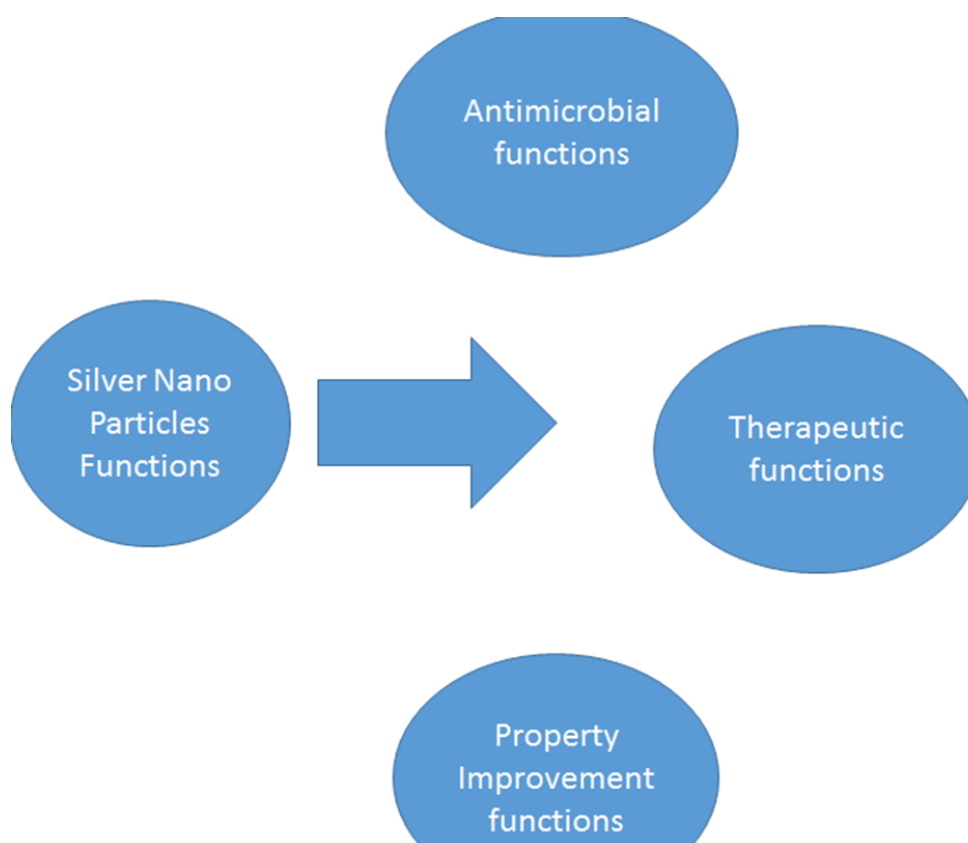 Antimicrobial
functions
Silver Nano
Particles
Functions
Therapeutic
functions
Property
Improvement
functions